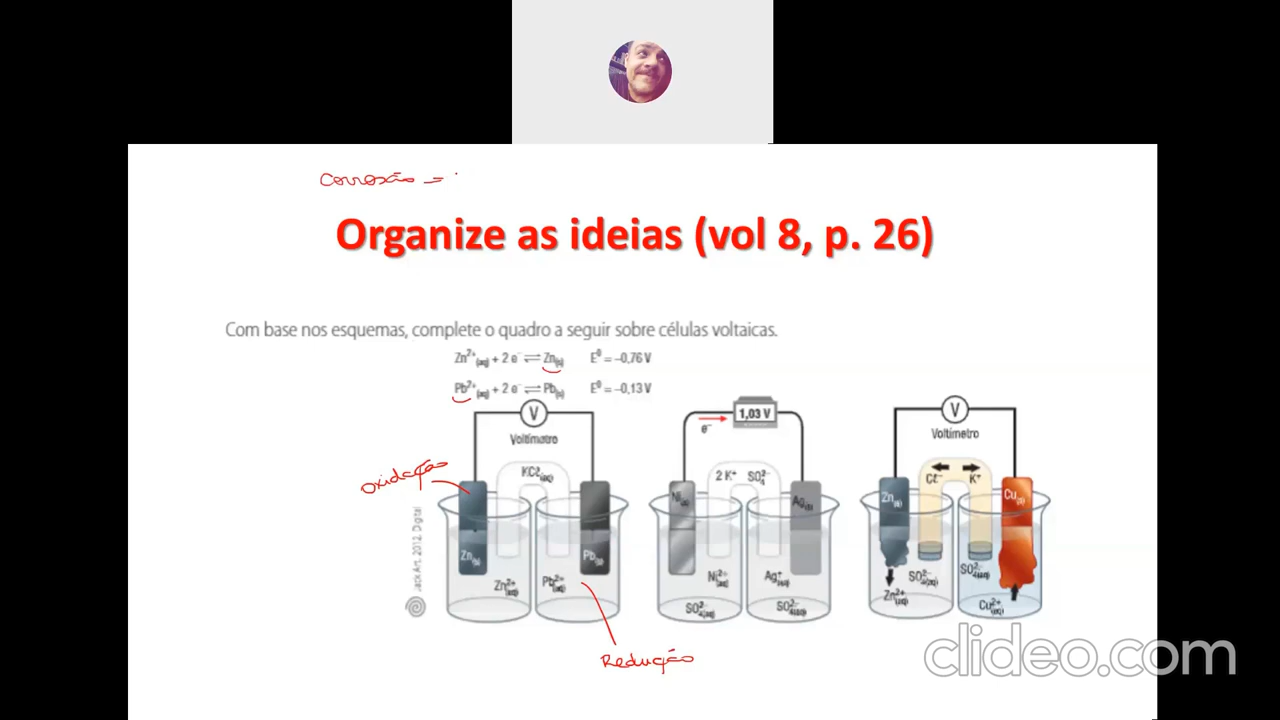 Corrosão =
Organize as ideias (vol 8, p. 26)
Com base nos esquemas, complete o quadro a seguir sobre células voltaicas.
Zn²⁺(aq) + 2 e⁻ ⇌ Zn(s) E⁰ = –0,76 V
Pb²⁺(aq) + 2 e⁻ ⇌ Pb(s) E⁰ = –0,13 V
V
Voltímetro
KCℓ(aq)
Oxidação
Zn(s)
Pb(s)
Zn²⁺(aq)
Pb²⁺(aq)
Redução
JackArt. 2012. Digital
1,03 V
e⁻
2 K⁺
SO₄²⁻
Ni(s)
Ag(s)
Ni²⁺(aq)
Ag⁺(aq)
SO₄²⁻(aq)
SO₄²⁻(aq)
V
Voltímetro
Cℓ⁻
K⁺
Zn(s)
Cu(s)
SO₄²⁻(aq)
SO₄²⁻(aq)
Zn²⁺(aq)
Cu²⁺(aq)
clideo.com